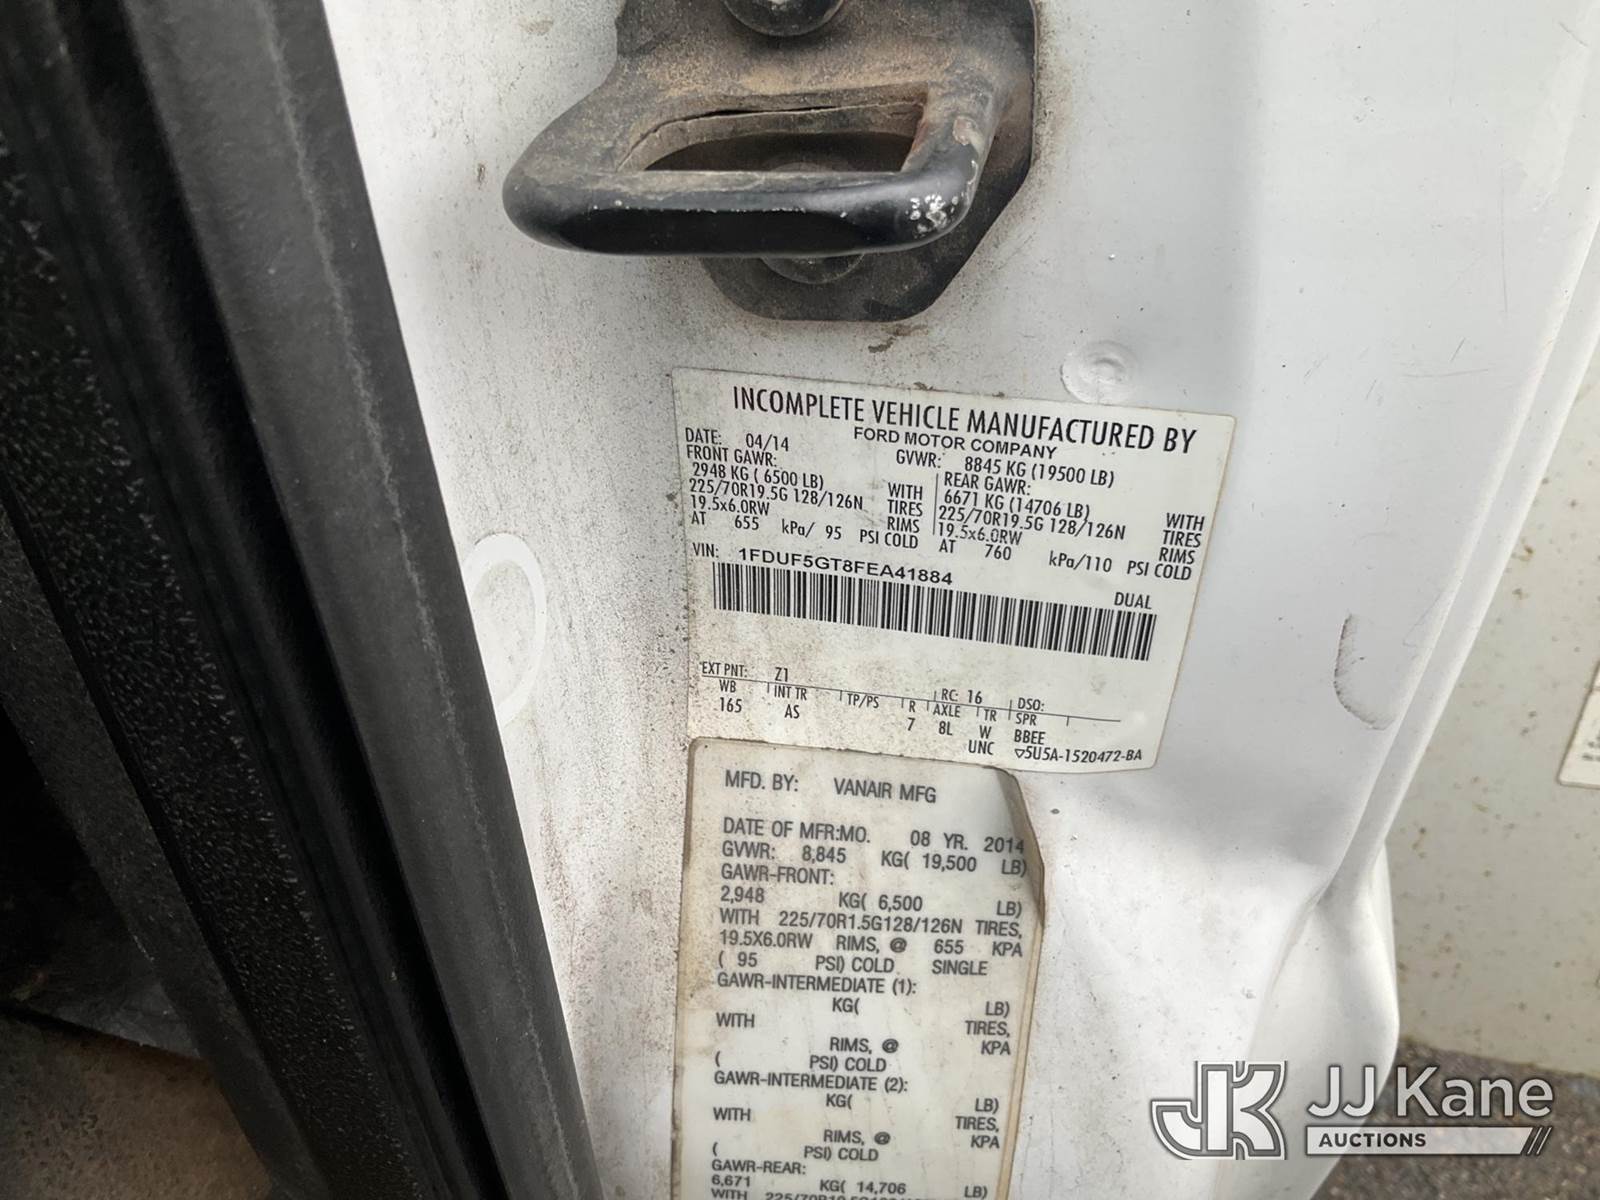 INCOMPLETE VEHICLE MANUFACTURED BY
FORD MOTOR COMPANY
DATE: 04/14 GVWR: 8845 KG (19500 LB)
FRONT GAWR: REAR GAWR:
2948 KG ( 6500 LB) WITH 6671 KG (14706 LB) WITH
225/70R19.5G 128/126N TIRES 225/70R19.5G 128/126N TIRES
19.5x6.0RW RIMS 19.5x6.0RW RIMS
AT 655 kPa/ 95 PSI COLD AT 760 kPa/110 PSI COLD
VIN: 1FDUF5GT8FEA41884
DUAL
EXT PNT: Z1 RC: 16 DSO:
WB INT TR TP/PS R AXLE TR SPR
165 AS 7 8L W BBEE
UNC ▽5U5A-1520472-BA
MFD. BY: VANAIR MFG
DATE OF MFR:MO. 08 YR. 2014
GVWR: 8,845 KG( 19,500 LB)
GAWR-FRONT:
2,948 KG( 6,500 LB)
WITH 225/70R1.5G128/126N TIRES,
19.5X6.0RW RIMS, @ 655 KPA
( 95 PSI) COLD SINGLE
GAWR-INTERMEDIATE (1):
KG( LB)
WITH TIRES,
RIMS, @ KPA
( PSI) COLD
GAWR-INTERMEDIATE (2):
KG( LB)
WITH TIRES,
RIMS, @ KPA
( PSI) COLD
GAWR-REAR:
6,671 KG( 14,706 LB)
WITH
JK JJ Kane
AUCTIONS